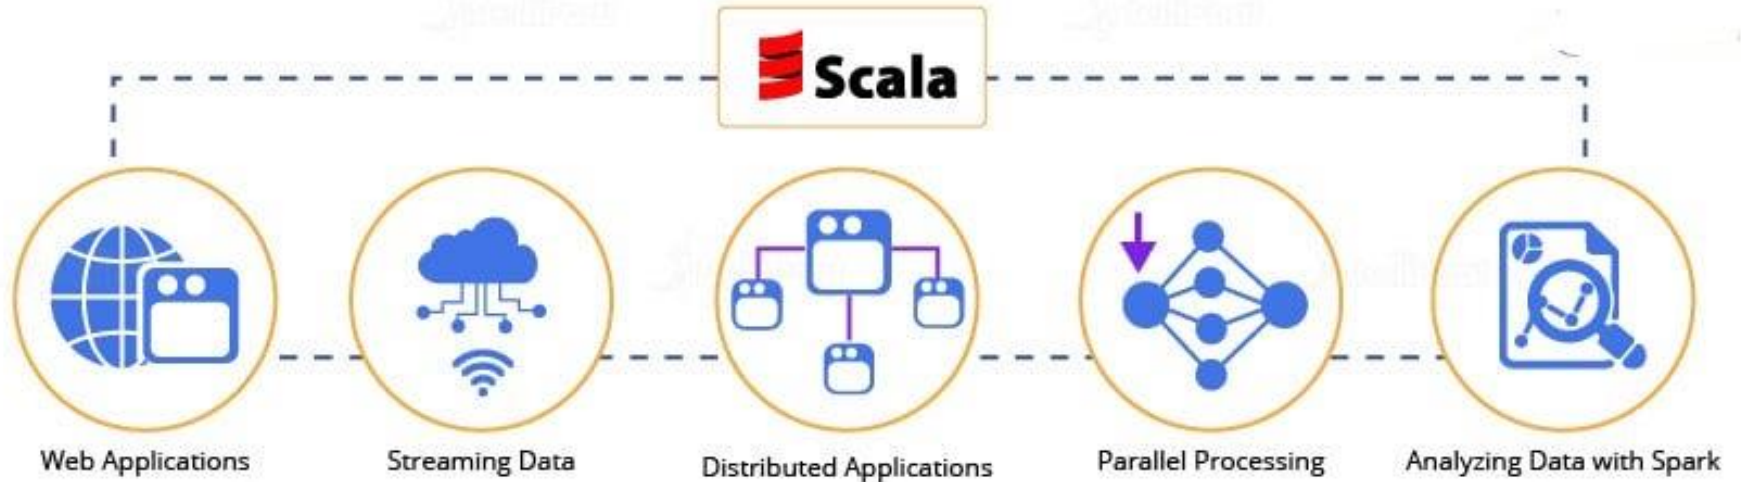 Scala
Web Applications
Streaming Data
Distributed Applications
Parallel Processing
Analyzing Data with Spark